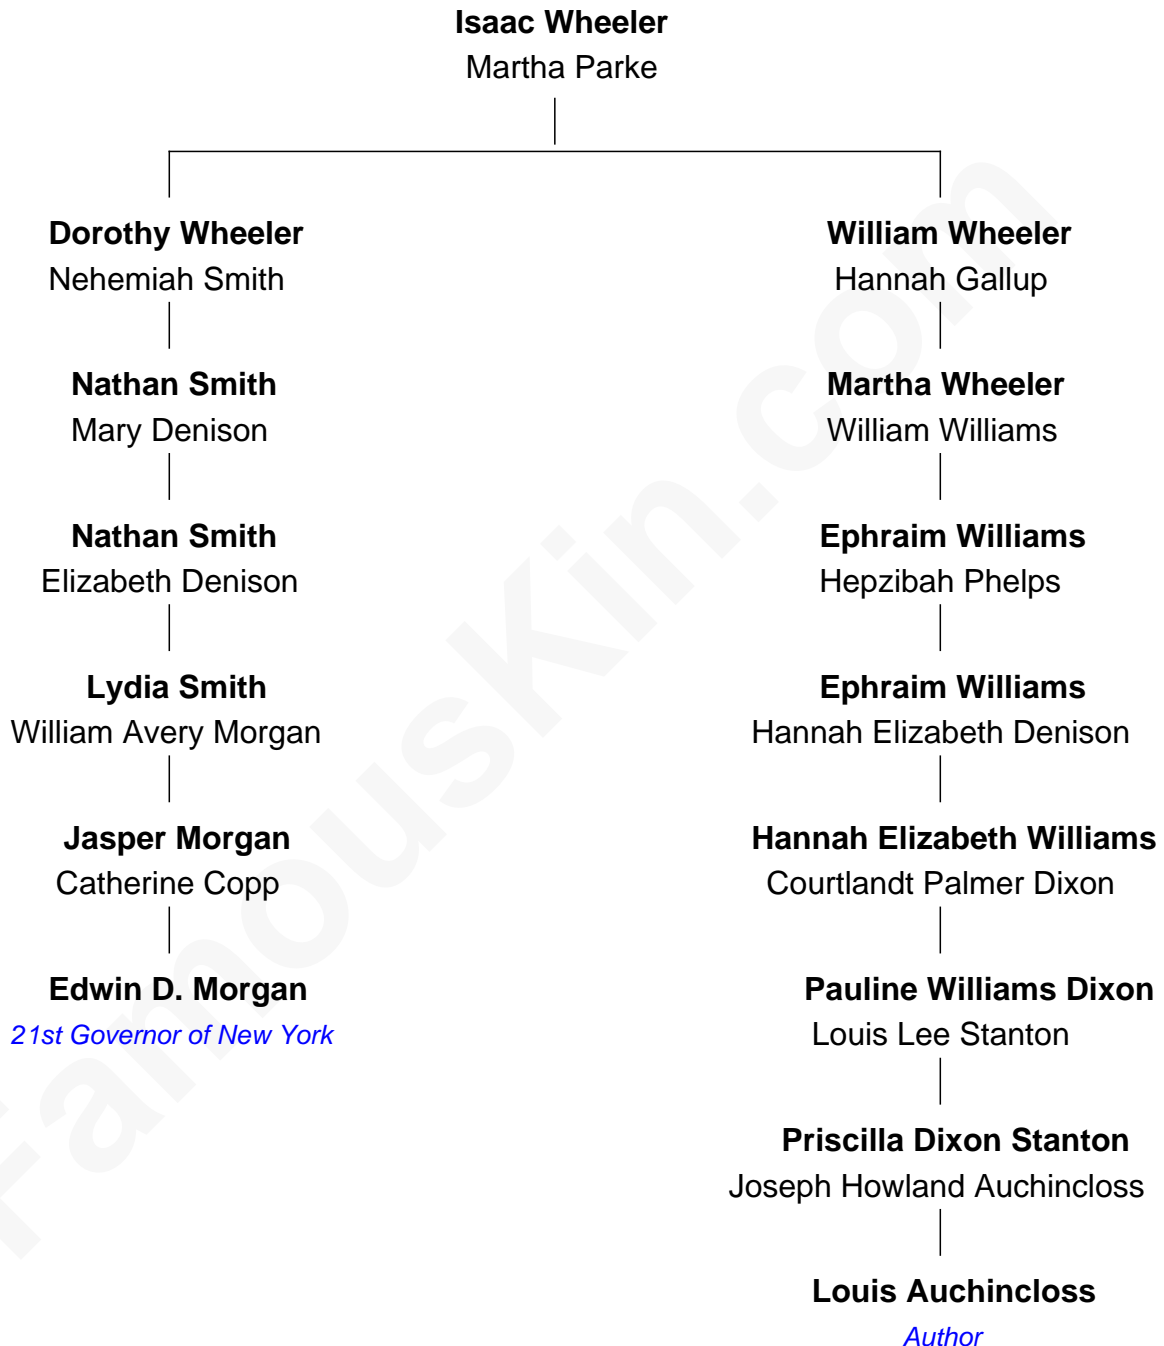 Isaac Wheeler
Martha Parke
Dorothy Wheeler
Nehemiah Smith
William Wheeler
Hannah Gallup
Nathan Smith
Mary Denison
Martha Wheeler
William Williams
Nathan Smith
Elizabeth Denison
Ephraim Williams
Hepzibah Phelps
Lydia Smith
William Avery Morgan
Ephraim Williams
Hannah Elizabeth Denison
Jasper Morgan
Catherine Copp
Hannah Elizabeth Williams
Courtlandt Palmer Dixon
Edwin D. Morgan
21st Governor of New York
Pauline Williams Dixon
Louis Lee Stanton
Priscilla Dixon Stanton
Joseph Howland Auchincloss
Louis Auchincloss
Author
FamousKin.com